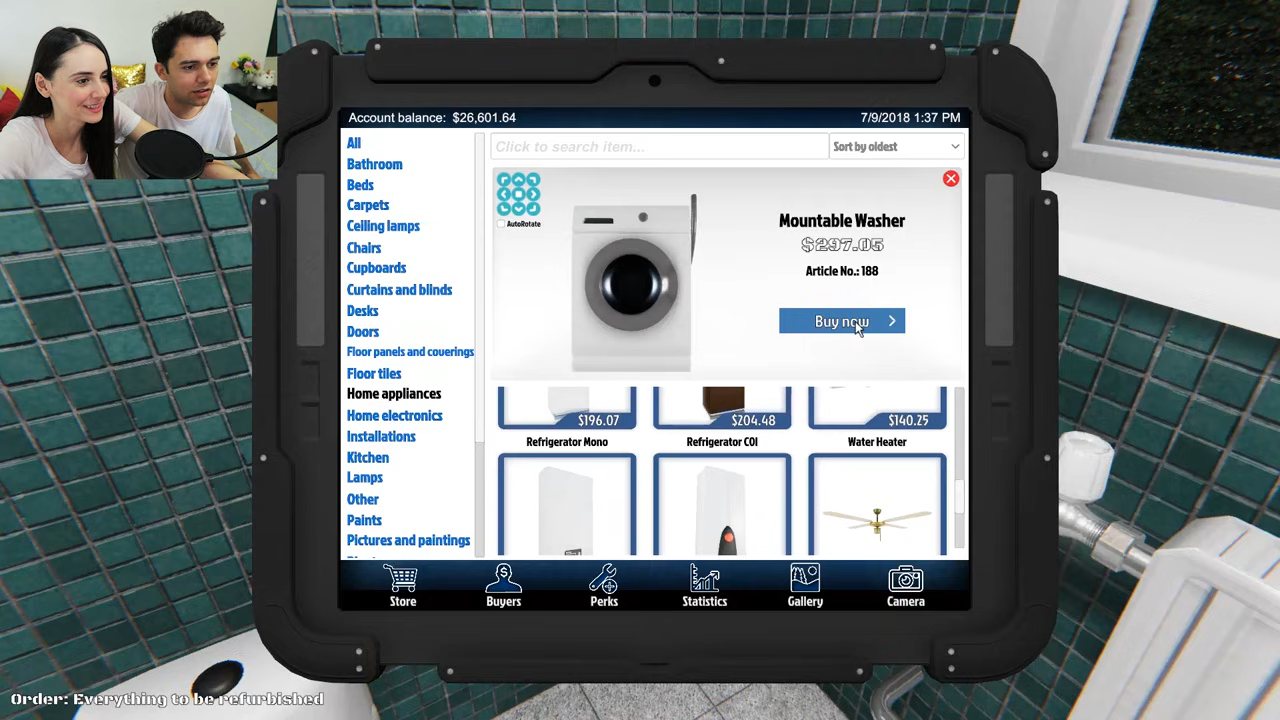 Account balance: $26,601.64
7/9/2018 1:37 PM
All
Bathroom
Beds
Carpets
Ceiling lamps
Chairs
Cupboards
Curtains and blinds
Desks
Doors
Floor panels and coverings
Floor tiles
Home appliances
Home electronics
Installations
Kitchen
Lamps
Other
Paints
Pictures and paintings
Click to search item...
Sort by oldest
AutoRotate
Mountable Washer
$297.05
Article No.: 188
Buy now
$196.07
$204.48
$140.25
Refrigerator Mono
Refrigerator COI
Water Heater
Store
Buyers
Perks
Statistics
Gallery
Camera
Order: Everything to be refurbished